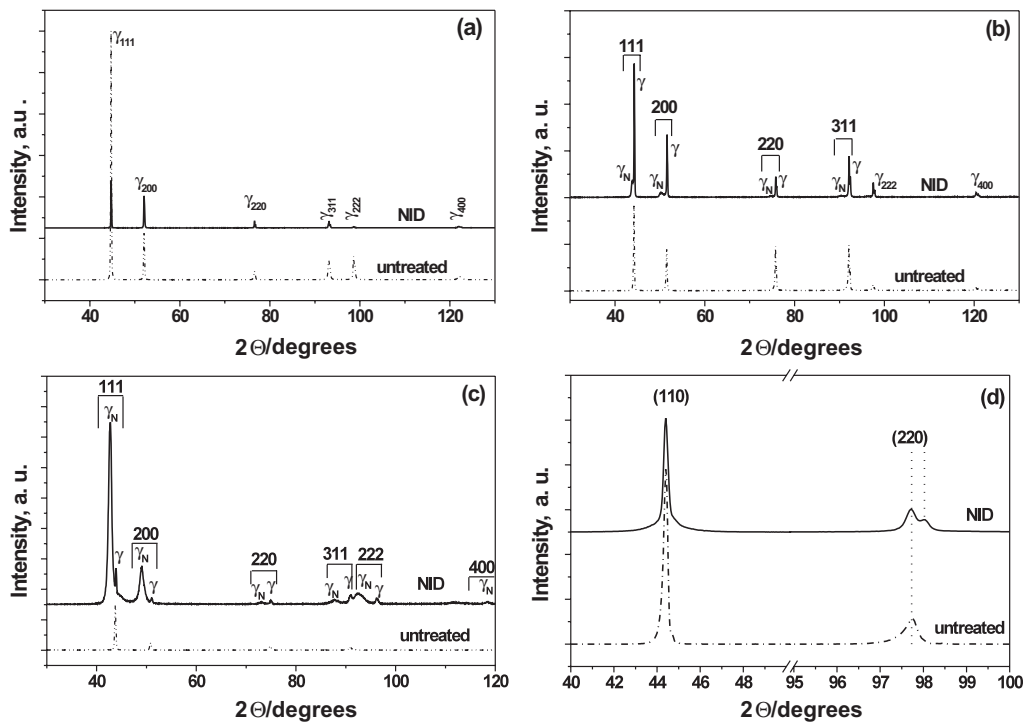 (a)
Intensity, a.u .
γ111
γ200
γ220
γ311
γ222
γ400
NID
untreated
40 60 80 100 120
2Θ/degrees
(b)
Intensity, a. u.
111
200
220
311
γN γ
γN γ
γN γ
γN γ
γ222
γ400
NID
untreated
40 60 80 100 120
2Θ/degrees
(c)
Intensity, a. u.
111
200
220
311 222
400
γN γ
γN γ
γN γ
γN γ
γN γ
γN
NID
untreated
40 60 80 100 120
2Θ/degrees
(d)
Intensity, a. u.
(110)
(220)
NID
untreated
40 42 44 46 48 95 96 97 98 99 100
2Θ/degrees